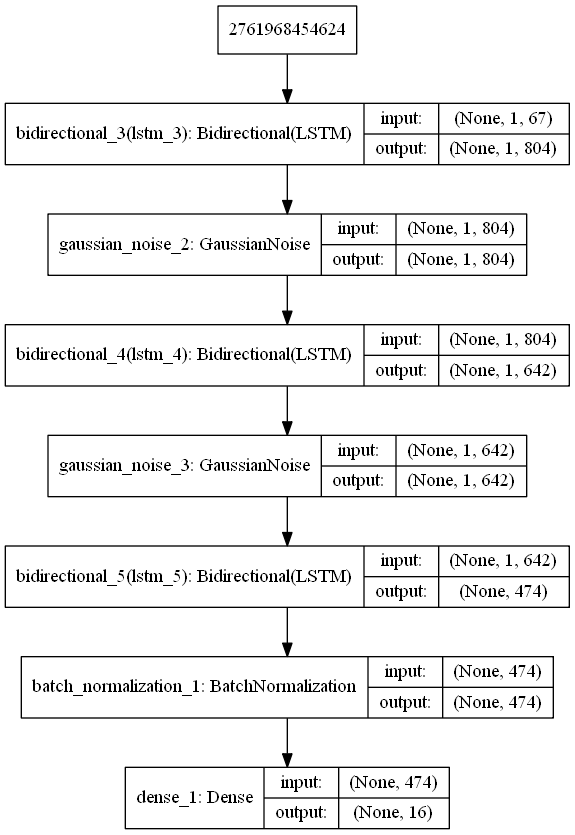 2761968454624
bidirectional_3(lstm_3): Bidirectional(LSTM)
input: (None, 1, 67)
output: (None, 1, 804)
gaussian_noise_2: GaussianNoise
input: (None, 1, 804)
output: (None, 1, 804)
bidirectional_4(lstm_4): Bidirectional(LSTM)
input: (None, 1, 804)
output: (None, 1, 642)
gaussian_noise_3: GaussianNoise
input: (None, 1, 642)
output: (None, 1, 642)
bidirectional_5(lstm_5): Bidirectional(LSTM)
input: (None, 1, 642)
output: (None, 474)
batch_normalization_1: BatchNormalization
input: (None, 474)
output: (None, 474)
dense_1: Dense
input: (None, 474)
output: (None, 16)